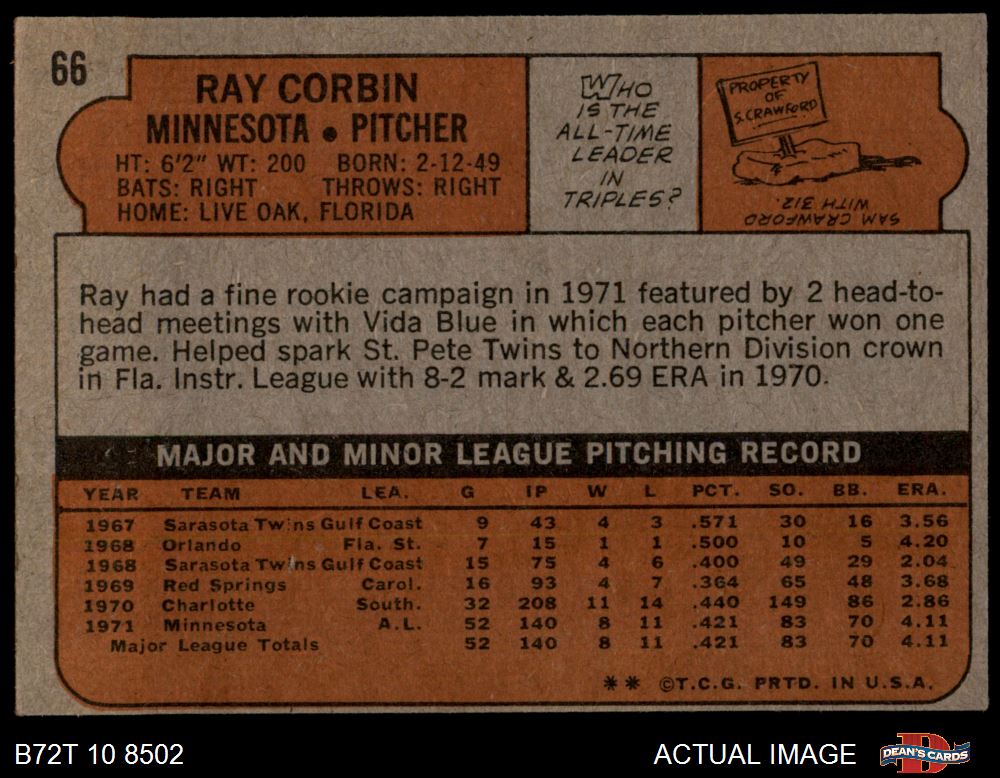 66
RAY CORBIN
MINNESOTA • PITCHER
HT: 6'2" WT: 200 BORN: 2-12-49
BATS: RIGHT THROWS: RIGHT
HOME: LIVE OAK, FLORIDA
WHO
IS THE
ALL-TIME
LEADER
IN
TRIPLES?
PROPERTY
OF
S. CRAWFORD
SAM CRAWFORD
WITH 312.
Ray had a fine rookie campaign in 1971 featured by 2 head-to-
head meetings with Vida Blue in which each pitcher won one
game. Helped spark St. Pete Twins to Northern Division crown
in Fla. Instr. League with 8-2 mark & 2.69 ERA in 1970.
MAJOR AND MINOR LEAGUE PITCHING RECORD
YEAR TEAM LEA. G IP W L PCT. SO. BB. ERA.
1967 Sarasota Twins Gulf Coast 9 43 4 3 .571 30 16 3.56
1968 Orlando Fla. St. 7 15 1 1 .500 10 5 4.20
1968 Sarasota Twins Gulf Coast 15 75 4 6 .400 49 29 2.04
1969 Red Springs Carol. 16 93 4 7 .364 65 48 3.68
1970 Charlotte South. 32 208 11 14 .440 149 86 2.86
1971 Minnesota A.L. 52 140 8 11 .421 83 70 4.11
Major League Totals 52 140 8 11 .421 83 70 4.11
** ©T.C.G. PRTD. IN U.S.A.
B72T 10 8502
ACTUAL IMAGE
DEAN'S CARDS